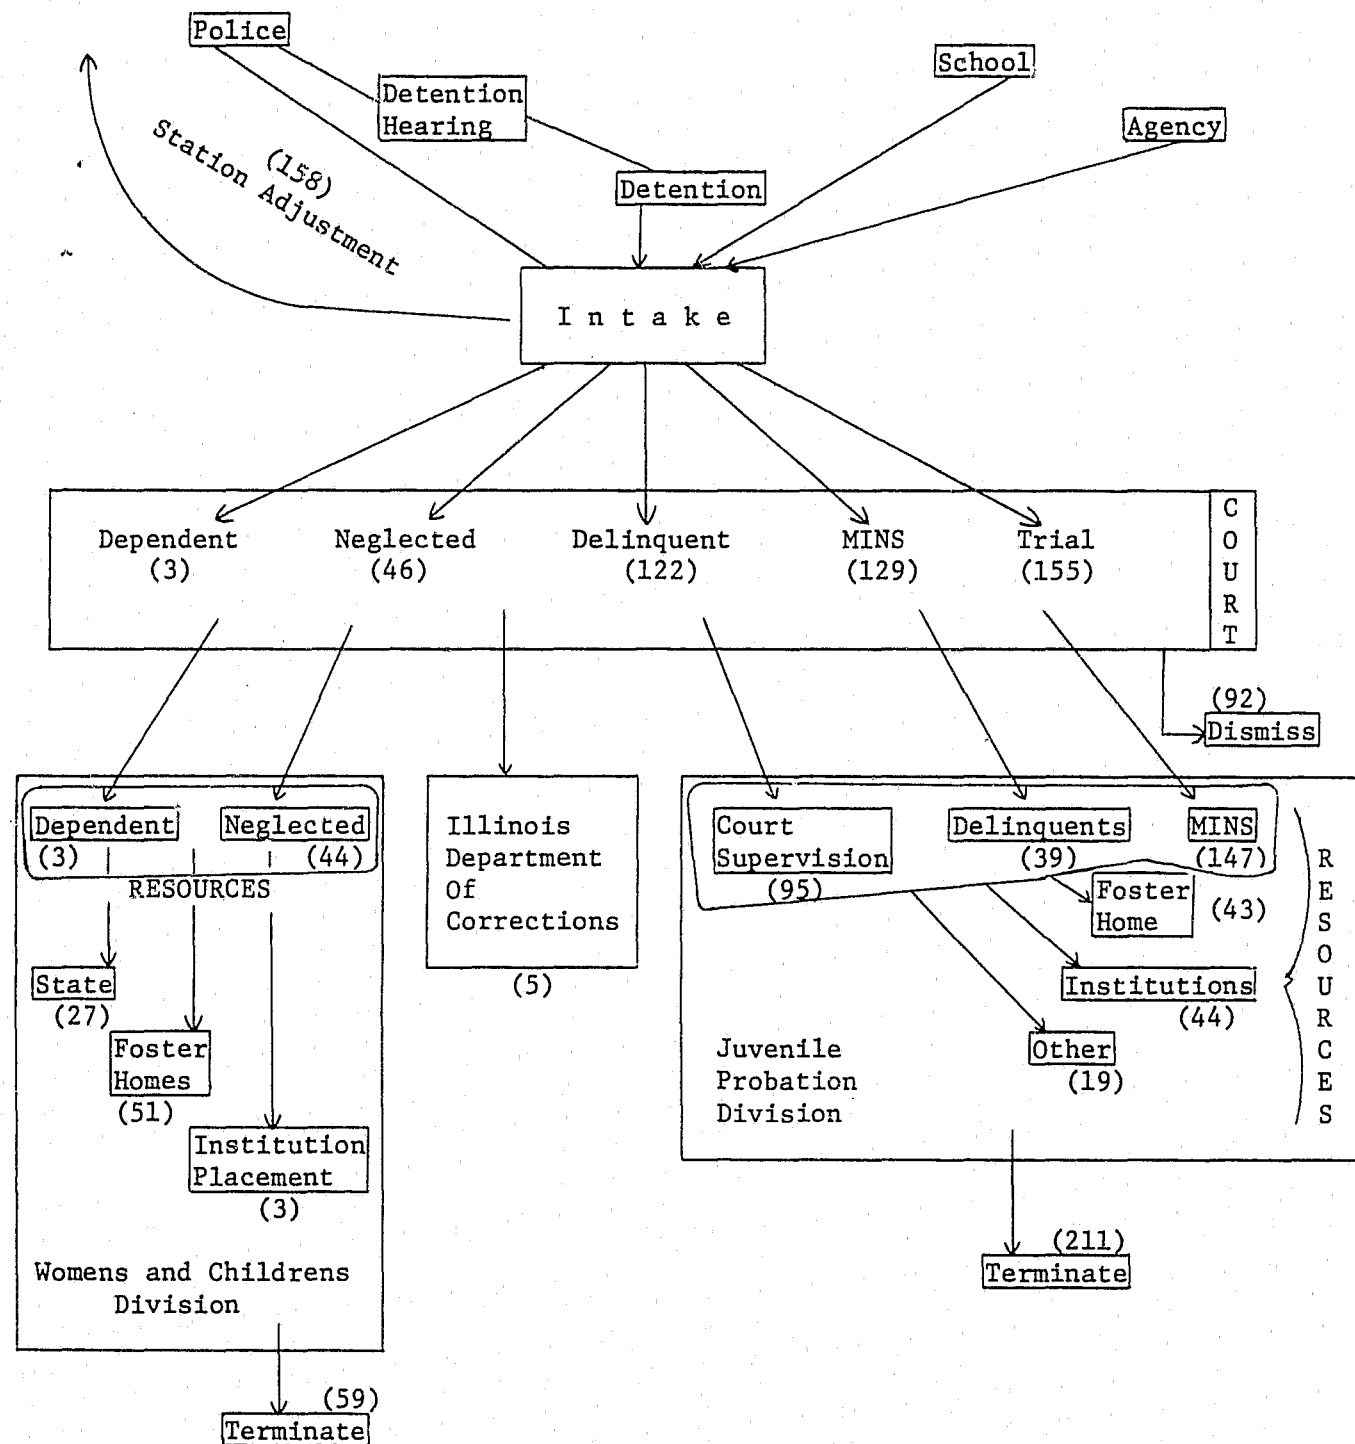 Police
School
Detention
Hearing
Agency
(158)
Station Adjustment
Detention
Intake
Dependent
(3)
Neglected
(46)
Delinquent
(122)
MINS
(129)
Trial
(155)
COURT
(92)
Dismiss
Dependent
(3)
Neglected
(44)
RESOURCES
State
(27)
Foster
Homes
(51)
Institution
Placement
(3)
Womens and Childrens
Division
(59)
Terminate
Illinois
Department
Of
Corrections
(5)
Court
Supervision
(95)
Delinquents
(39)
MINS
(147)
Foster
Home
(43)
Institutions
(44)
Other
(19)
Juvenile
Probation
Division
RESOURCES
(211)
Terminate